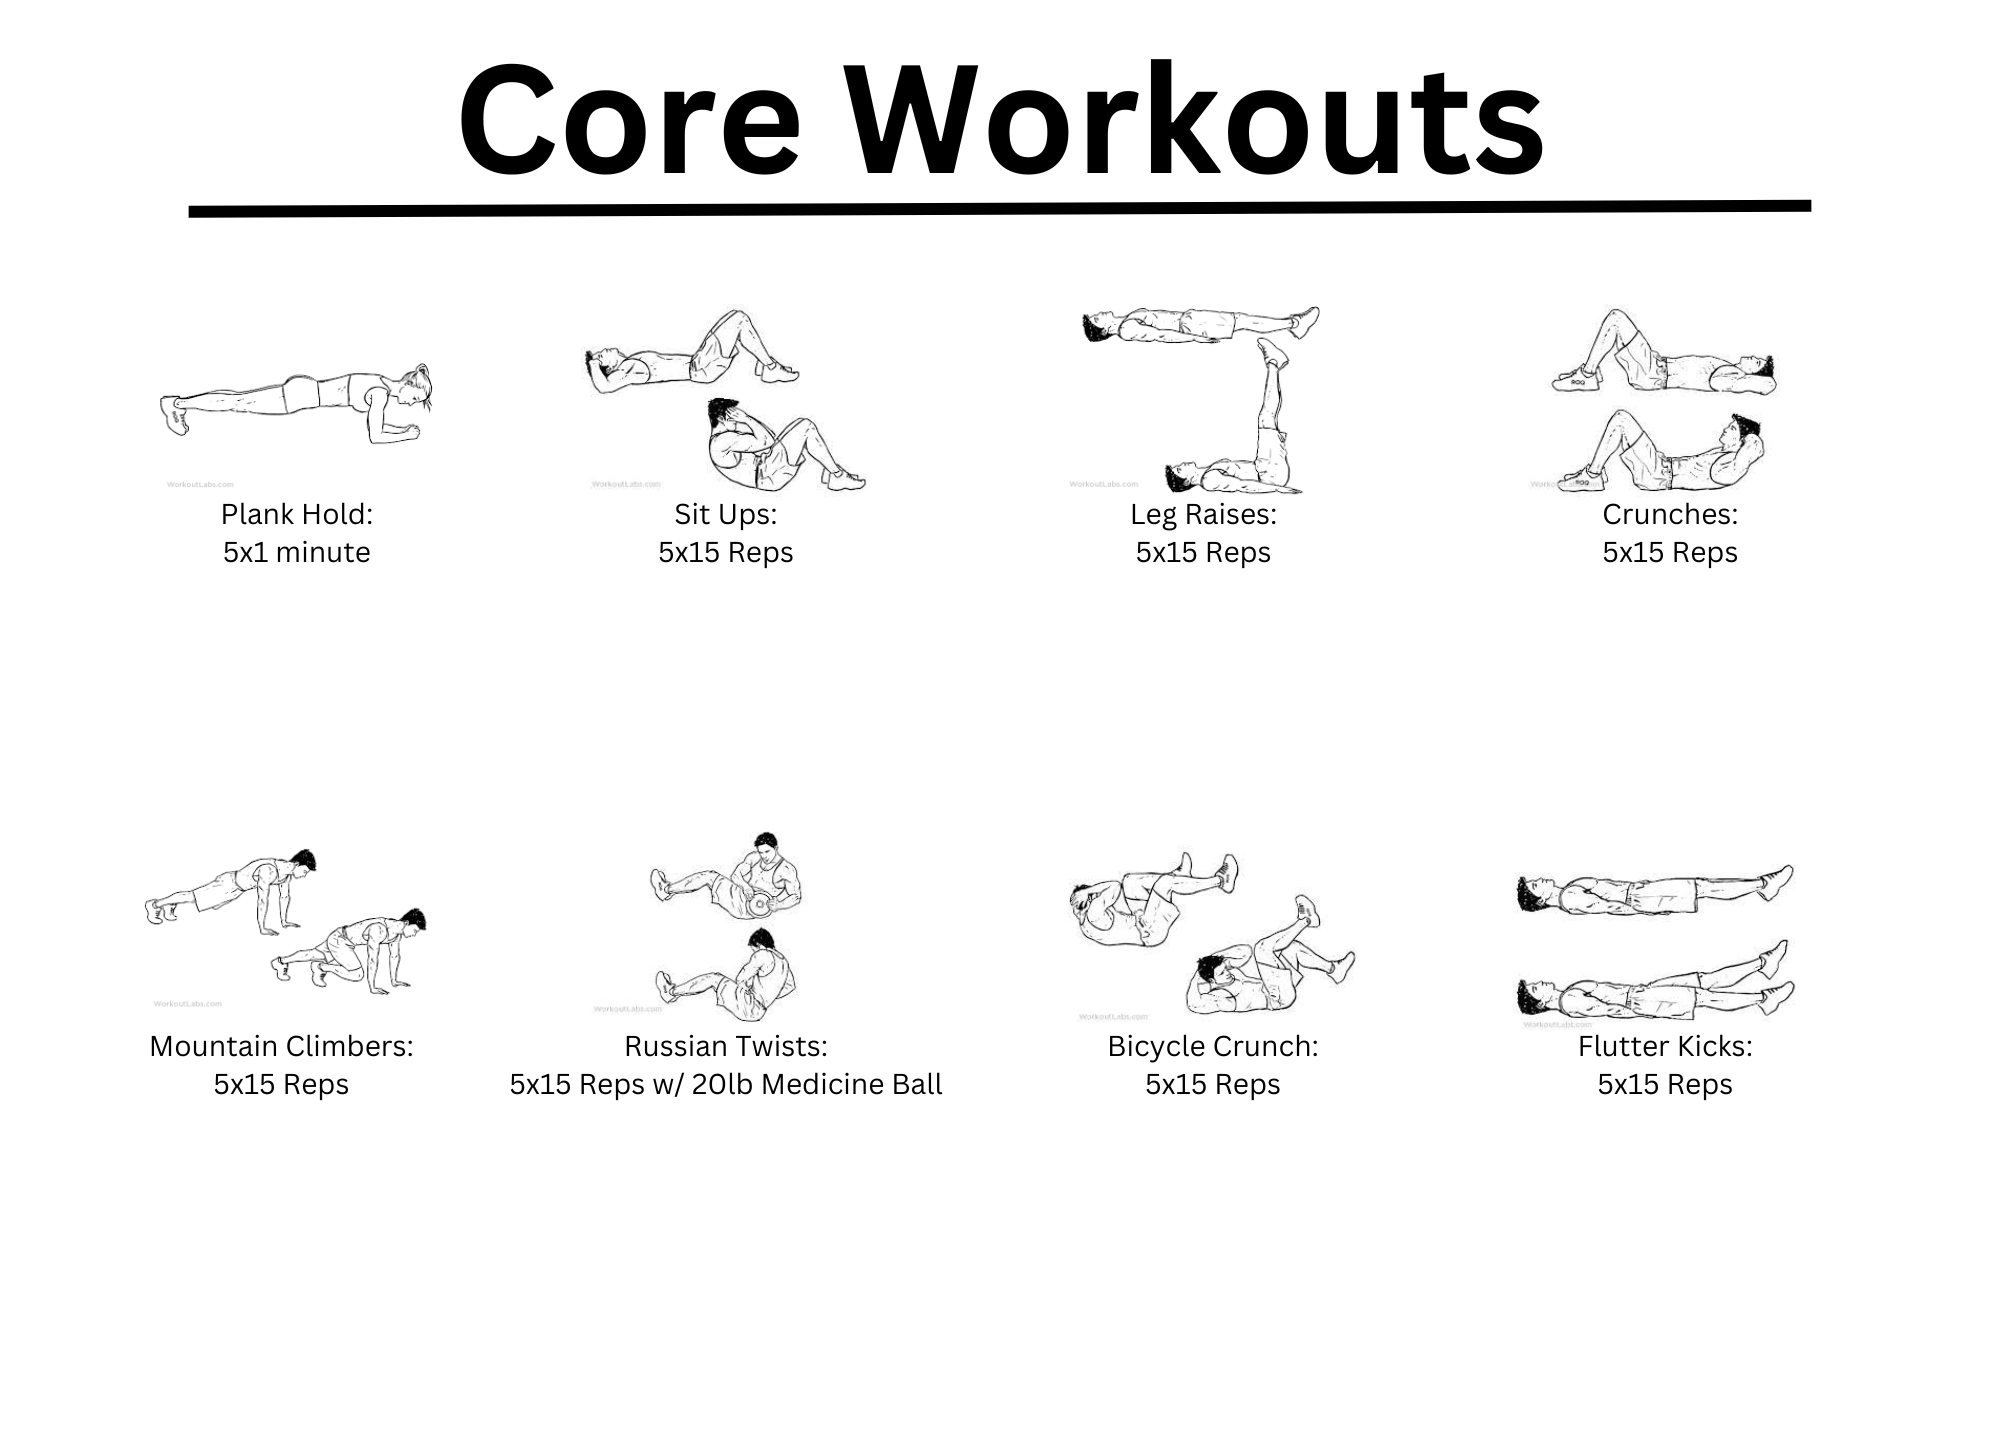 Core Workouts
WorkoutLabs.com
Plank Hold:
5x1 minute
WorkoutLabs.com
Sit Ups:
5x15 Reps
WorkoutLabs.com
Leg Raises:
5x15 Reps
ROQ
ROQ
Crunches:
5x15 Reps
WorkoutLabs.com
Mountain Climbers:
5x15 Reps
WorkoutLabs.com
Russian Twists:
5x15 Reps w/ 20lb Medicine Ball
WorkoutLabs.com
Bicycle Crunch:
5x15 Reps
WorkoutLabs.com
Flutter Kicks:
5x15 Reps